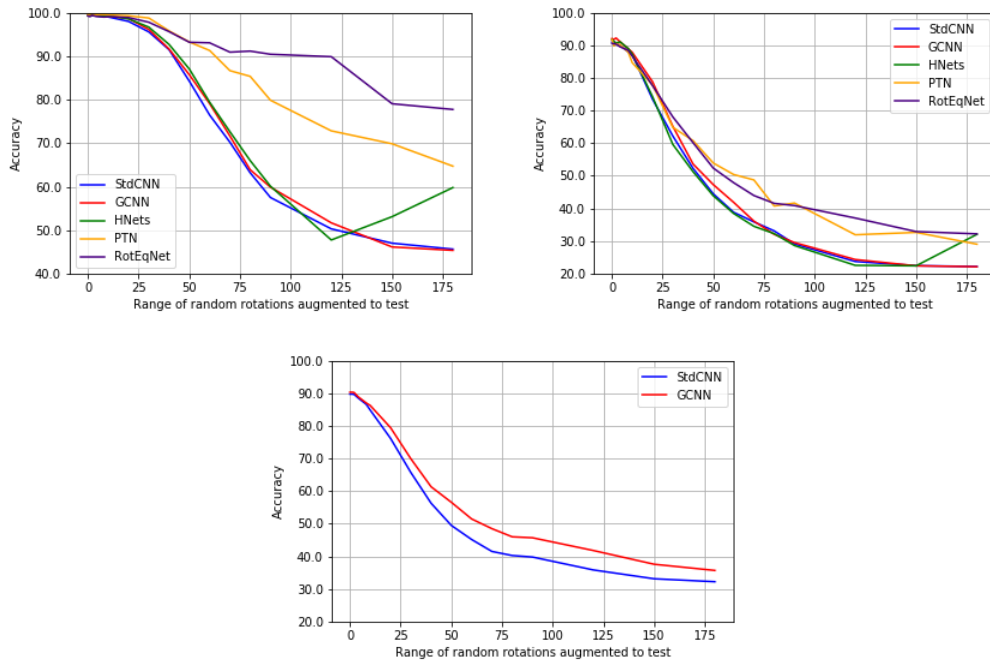 100.0
90.0
80.0
70.0
60.0
50.0
40.0
Accuracy
StdCNN
GCNN
HNets
PTN
RotEqNet
0 25 50 75 100 125 150 175
Range of random rotations augmented to test
100.0
90.0
80.0
70.0
60.0
50.0
40.0
30.0
20.0
Accuracy
StdCNN
GCNN
HNets
PTN
RotEqNet
0 25 50 75 100 125 150 175
Range of random rotations augmented to test
100.0
90.0
80.0
70.0
60.0
50.0
40.0
30.0
20.0
Accuracy
StdCNN
GCNN
0 25 50 75 100 125 150 175
Range of random rotations augmented to test